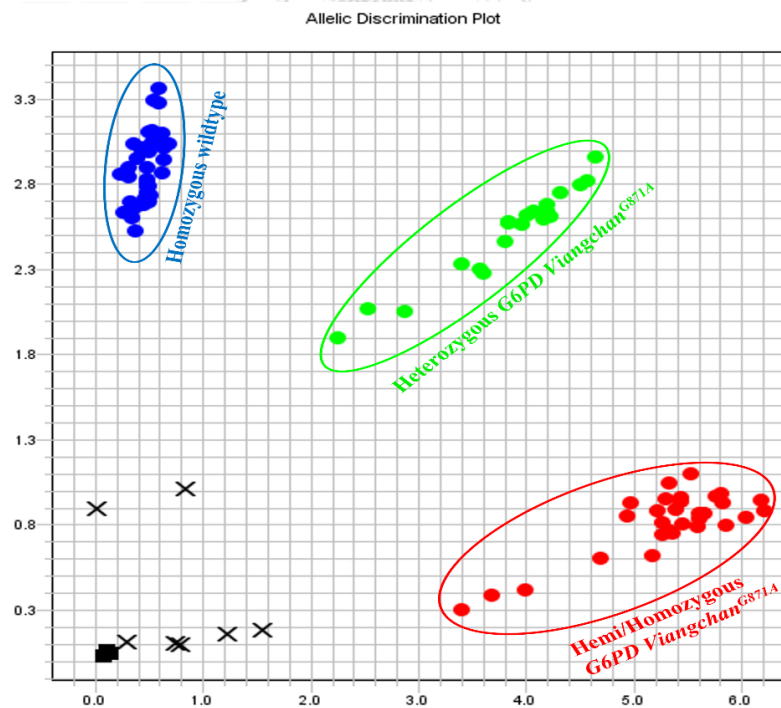 Allelic Discrimination Plot
3.3
2.8
2.3
1.8
1.3
0.8
0.3
0.0 1.0 2.0 3.0 4.0 5.0 6.0
Homozygous wildtype
Heterozygous G6PD Viangchan^G871A
Hemi/Homozygous
G6PD Viangchan^G871A